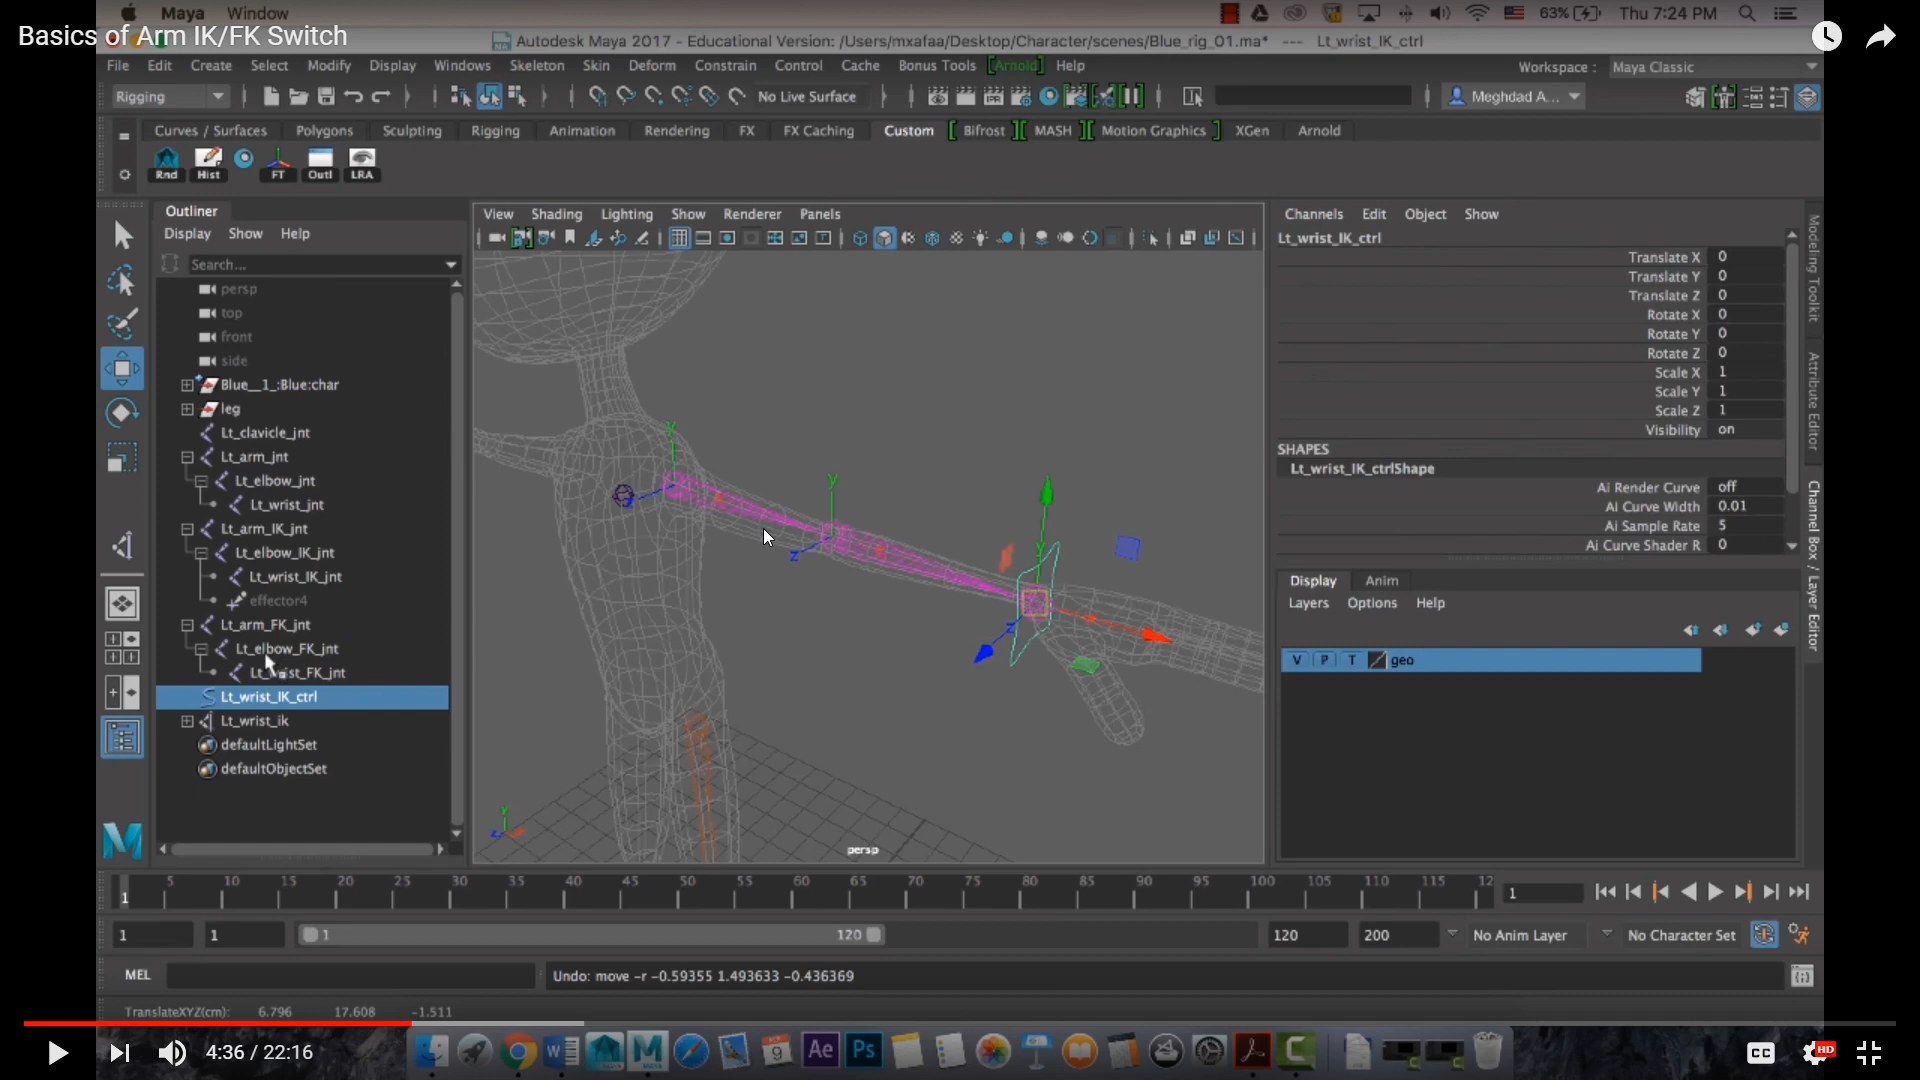 Maya Window
63% Thu 7:24 PM
Basics of Arm IK/FK Switch
Autodesk Maya 2017 - Educational Version: /Users/mxafaa/Desktop/Character/scenes/Blue_rig_01.ma* --- Lt_wrist_IK_ctrl
File Edit Create Select Modify Display Windows Skeleton Skin Deform Constrain Control Cache Bonus Tools [Arnold] Help
Workspace : Maya Classic
Rigging No Live Surface Meghdad A...
Curves / Surfaces Polygons Sculpting Rigging Animation Rendering FX FX Caching Custom Bifrost MASH Motion Graphics XGen Arnold
Rnd Hist FT Outl LRA
Outliner
Display Show Help
Search...
persp
top
front
side
Blue__1_:Blue:char
leg
Lt_clavicle_jnt
Lt_arm_jnt
Lt_elbow_jnt
Lt_wrist_jnt
Lt_arm_IK_jnt
Lt_elbow_IK_jnt
Lt_wrist_IK_jnt
effector4
Lt_arm_FK_jnt
Lt_elbow_FK_jnt
Lt_wrist_FK_jnt
Lt_wrist_IK_ctrl
Lt_wrist_ik
defaultLightSet
defaultObjectSet
View Shading Lighting Show Renderer Panels
y
y
z
z
y
z
y
z
persp
Channels Edit Object Show
Lt_wrist_IK_ctrl
Translate X 0
Translate Y 0
Translate Z 0
Rotate X 0
Rotate Y 0
Rotate Z 0
Scale X 1
Scale Y 1
Scale Z 1
Visibility on
SHAPES
Lt_wrist_IK_ctrlShape
Ai Render Curve off
Ai Curve Width 0.01
Ai Sample Rate 5
Ai Curve Shader R 0
Display Anim
Layers Options Help
V P T geo
Modeling Toolkit
Attribute Editor
Channel Box / Layer Editor
1 5 10 15 20 25 30 35 40 45 50 55 60 65 70 75 80 85 90 95 100 105 110 115 12
1
1 1 1 120 120 200 No Anim Layer No Character Set
MEL Undo: move -r -0.59355 1.493633 -0.436369
TranslateXYZ(cm): 6.796 17.608 -1.511
4:36 / 22:16
W M 9 Ae Ps
CC HD